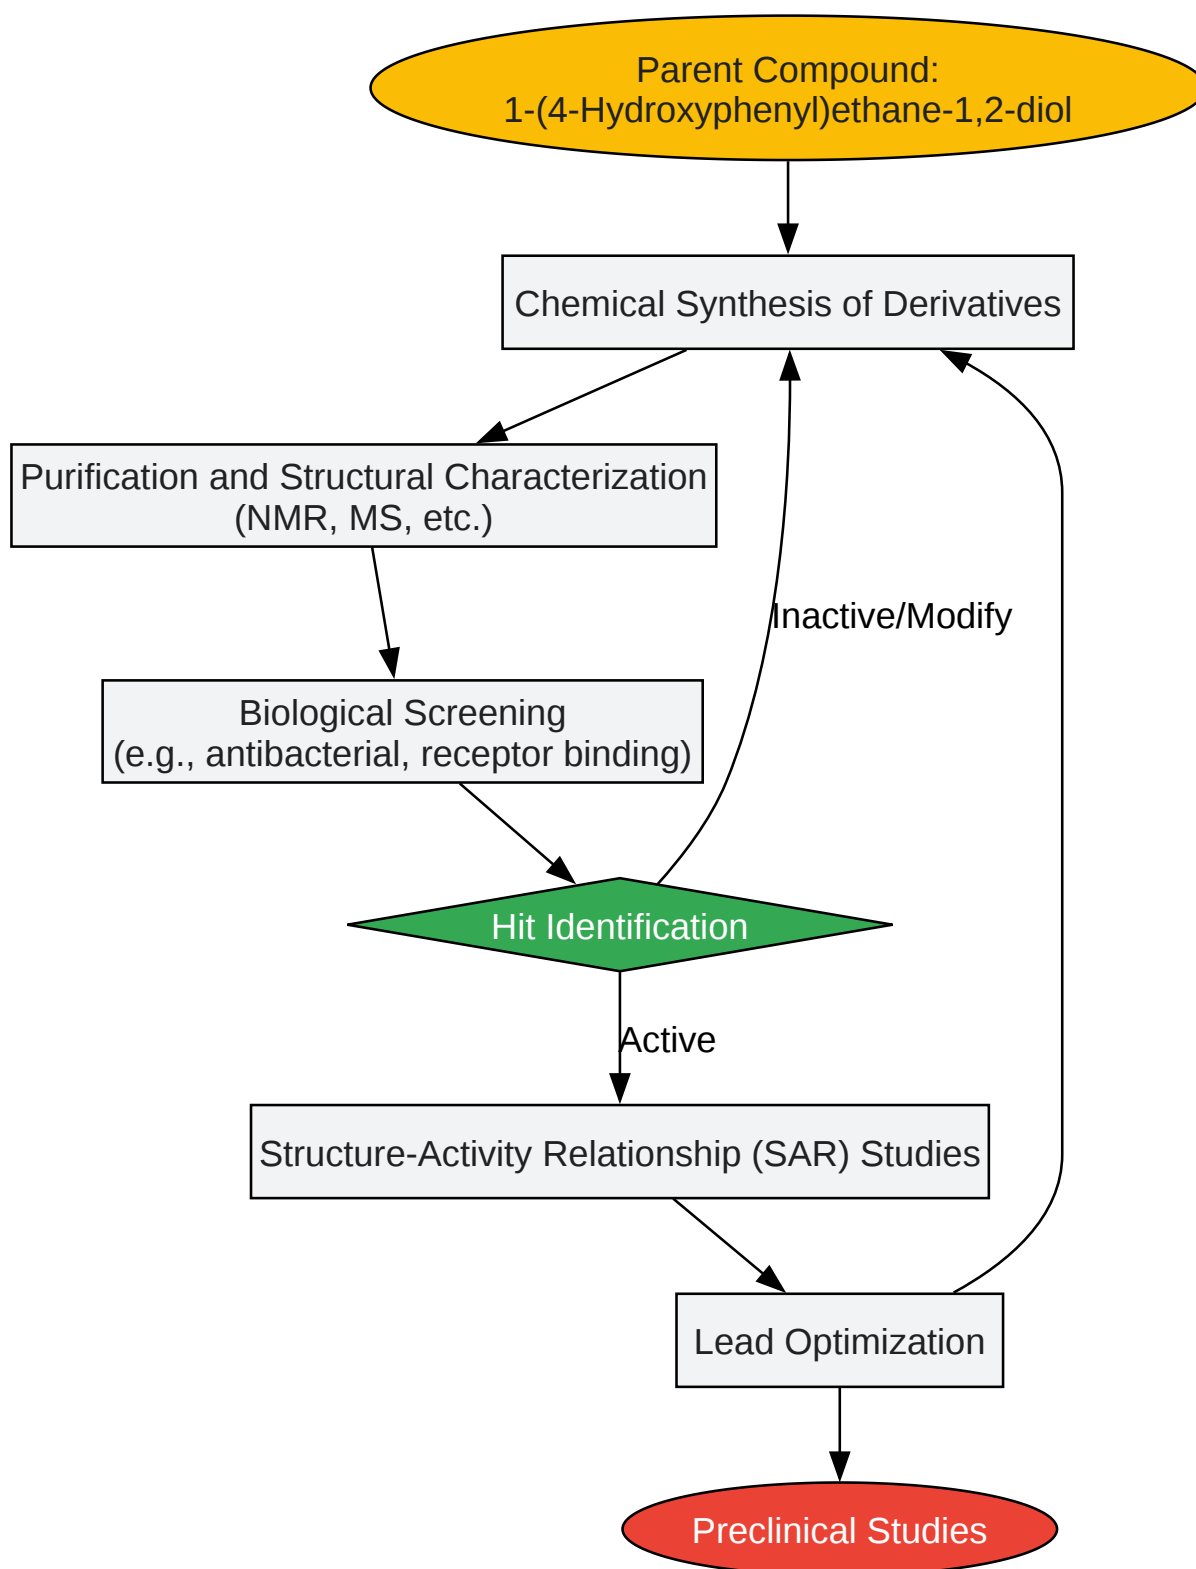 Parent Compound:
1-(4-Hydroxyphenyl)ethane-1,2-diol
Chemical Synthesis of Derivatives
Purification and Structural Characterization
(NMR, MS, etc.)
Inactive/Modify
Biological Screening
(e.g., antibacterial, receptor binding)
Hit Identification
Active
Structure-Activity Relationship (SAR) Studies
Lead Optimization
Preclinical Studies